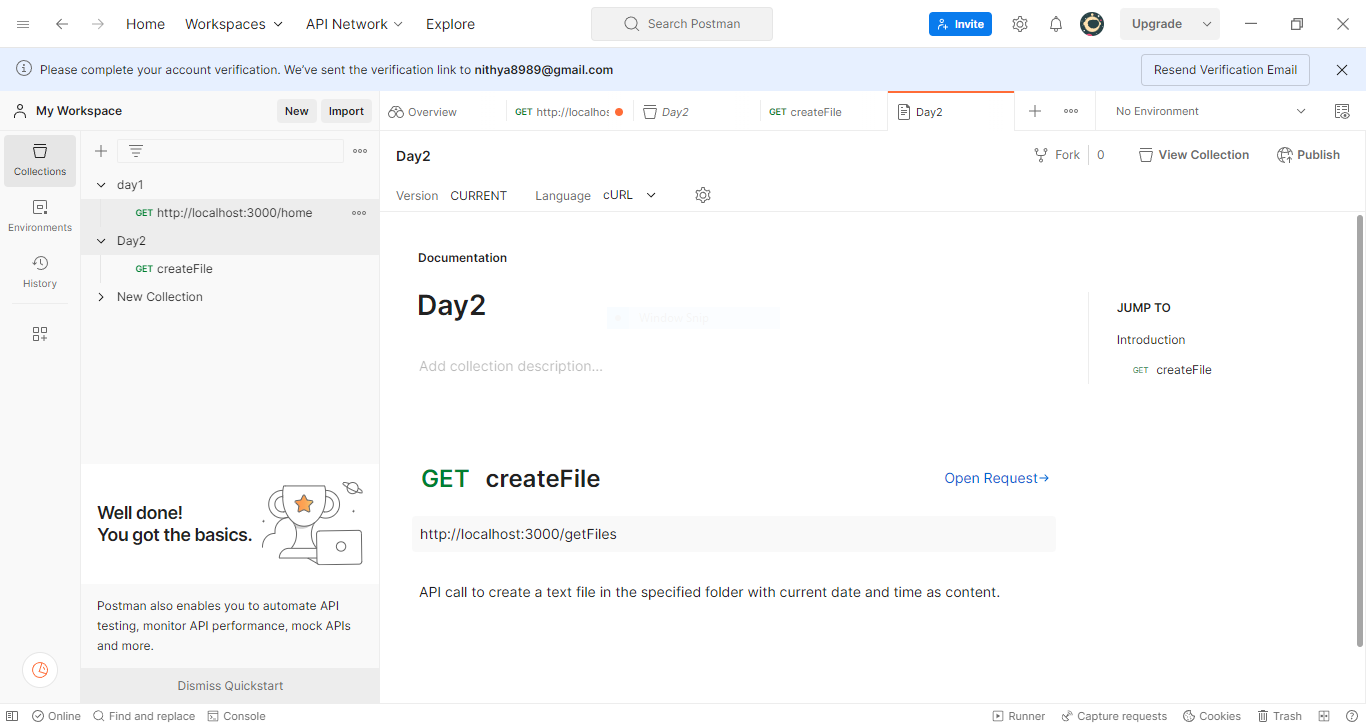 Home Workspaces API Network Explore Search Postman Invite Upgrade
Please complete your account verification. We've sent the verification link to nithya8989@gmail.com Resend Verification Email
My Workspace New Import
Overview GET http://localhos Day2 GET createFile Day2 No Environment
Collections
Environments
History
day1
GET http://localhost:3000/home
Day2
GET createFile
New Collection
Well done!
You got the basics.
Postman also enables you to automate API
testing, monitor API performance, mock APIs
and more.
Dismiss Quickstart
Day2 Fork 0 View Collection Publish
Version CURRENT Language cURL
Documentation
Day2
Window Snip
Add collection description...
JUMP TO
Introduction
GET createFile
GET createFile Open Request→
http://localhost:3000/getFiles
API call to create a text file in the specified folder with current date and time as content.
Online Find and replace Console Runner Capture requests Cookies Trash